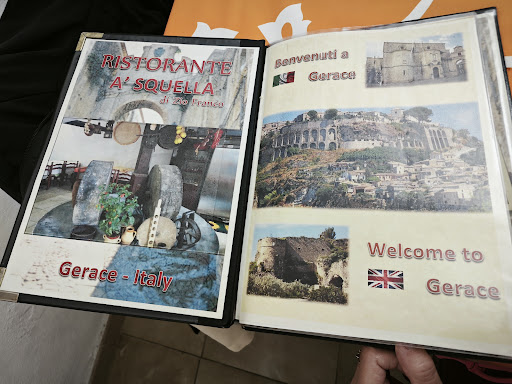 RISTORANTE
A' SQUELLA
di Zio Franco
Gerace - Italy
Benvenuti a
Gerace
Welcome to
Gerace